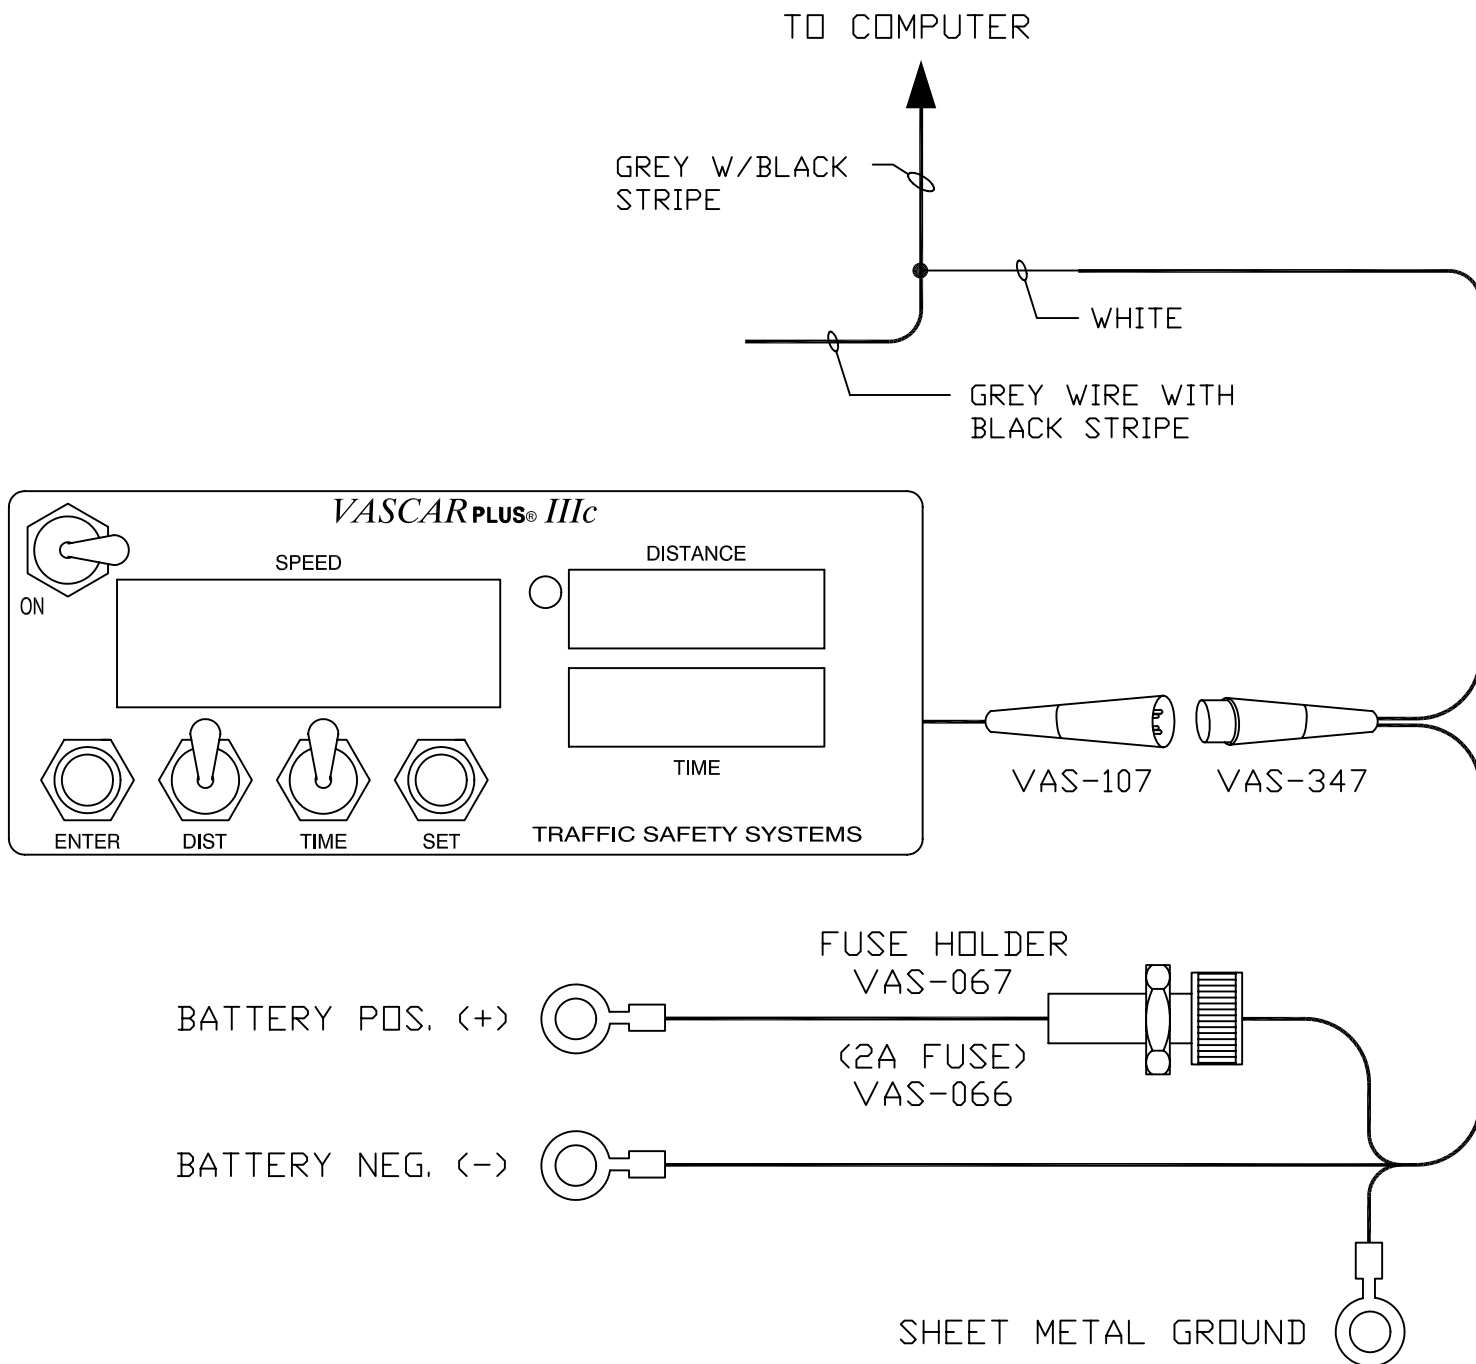 TO COMPUTER
GREY W/BLACK
STRIPE
WHITE
GREY WIRE WITH
BLACK STRIPE
VASCAR PLUS® IIIc
SPEED
DISTANCE
ON
TIME
ENTER
DIST
TIME
SET
TRAFFIC SAFETY SYSTEMS
VAS-107
VAS-347
FUSE HOLDER
VAS-067
BATTERY POS. (+)
(2A FUSE)
VAS-066
BATTERY NEG. (-)
SHEET METAL GROUND